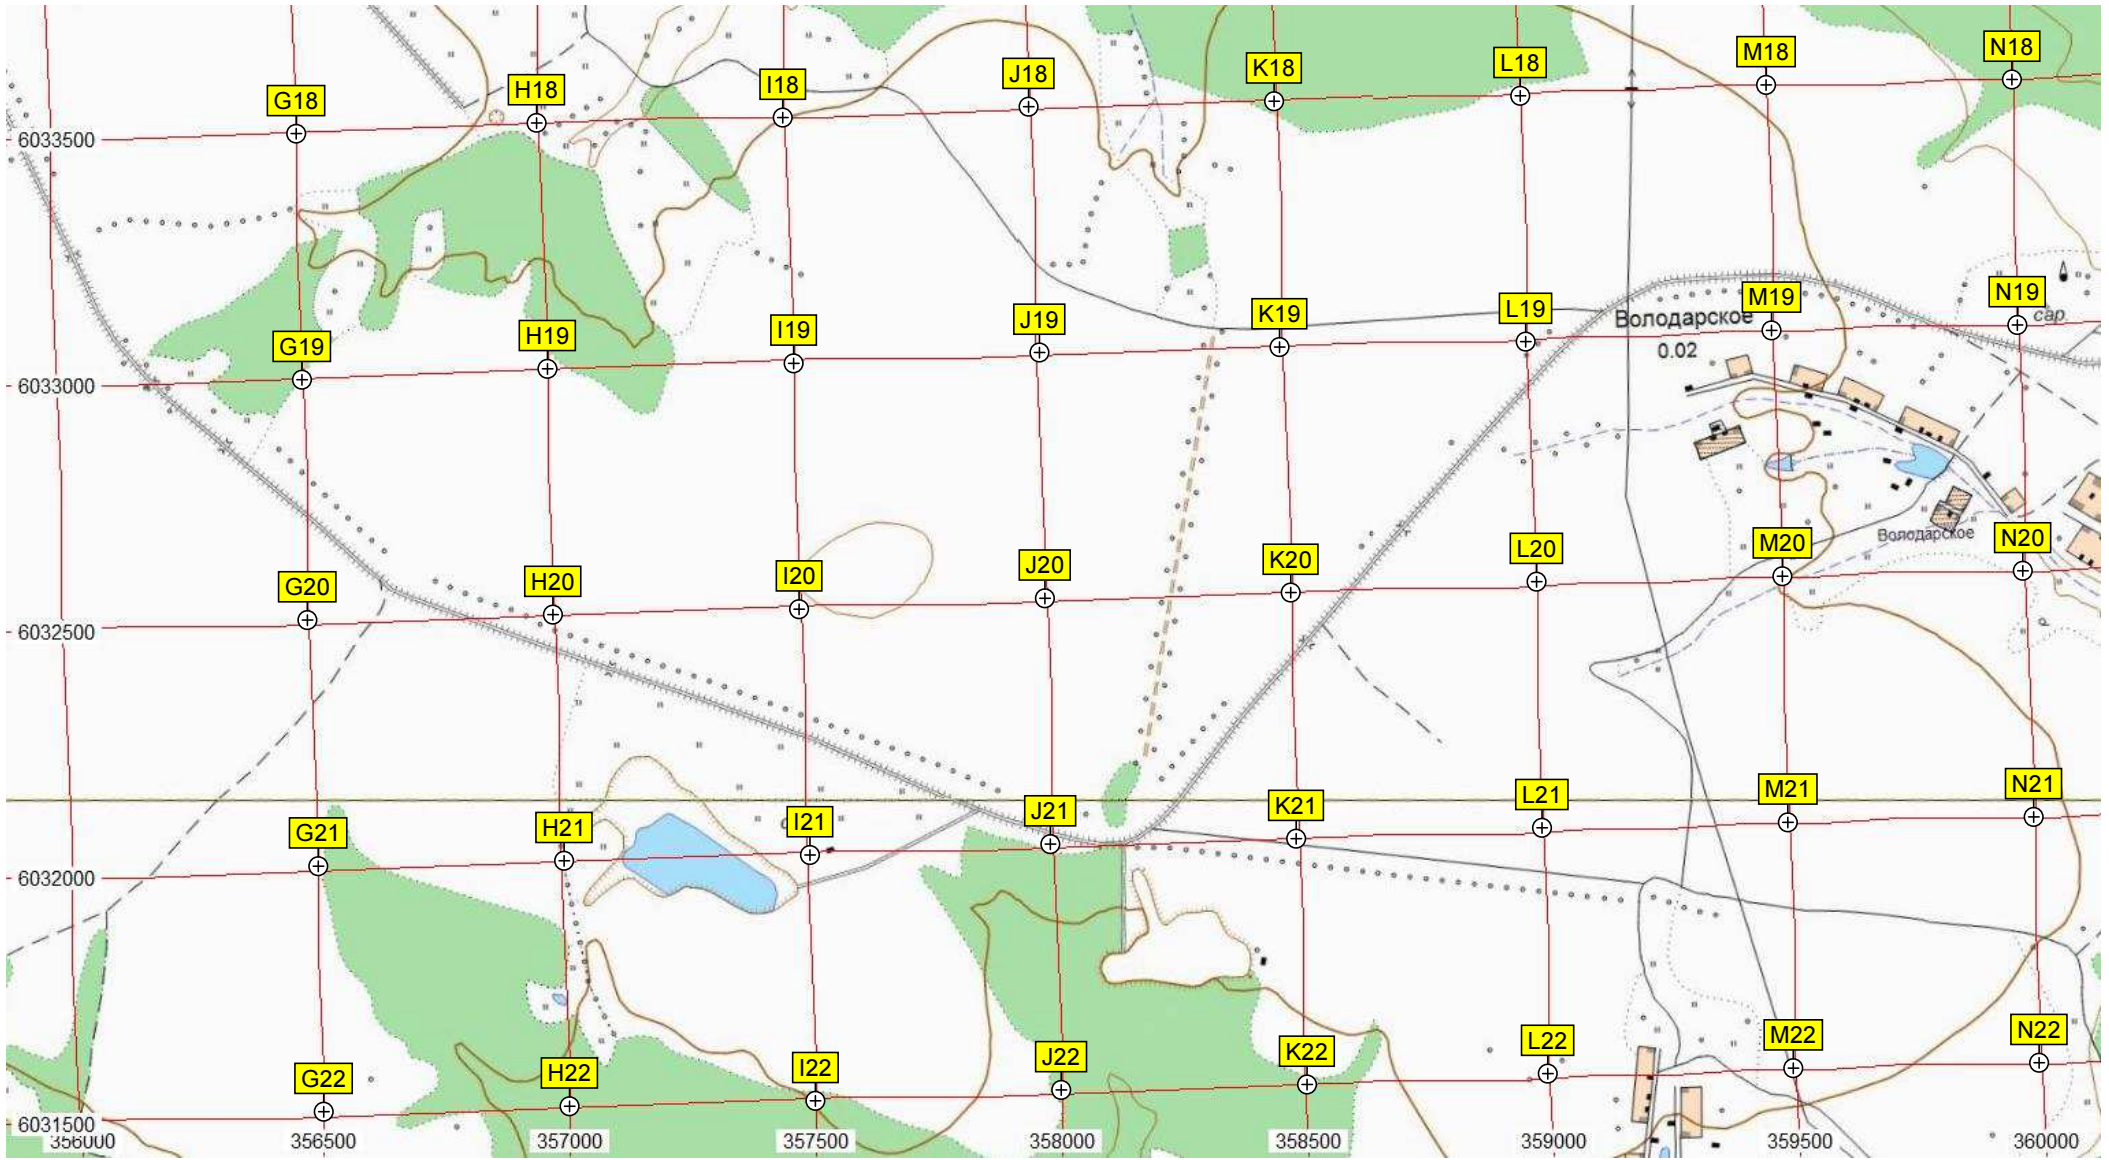 G18 H18 I18 J18 K18 L18 M18 N18
6033500
G19 H19 I19 J19 K19 L19 M19 N19
сар.
Володарское
0.02
6033000
G20 H20 I20 J20 K20 L20 M20 N20
Володарское
6032500
G21 H21 I21 J21 K21 L21 M21 N21
6032000
G22 H22 I22 J22 K22 L22 M22 N22
6031500
356000 356500 357000 357500 358000 358500 359000 359500 360000